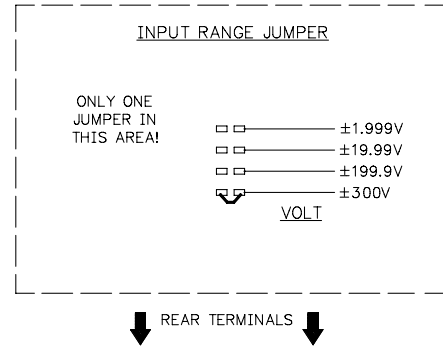 INPUT RANGE JUMPER
ONLY ONE
JUMPER IN
THIS AREA!
±1.999V
±19.99V
±199.9V
±300V
VOLT
REAR TERMINALS